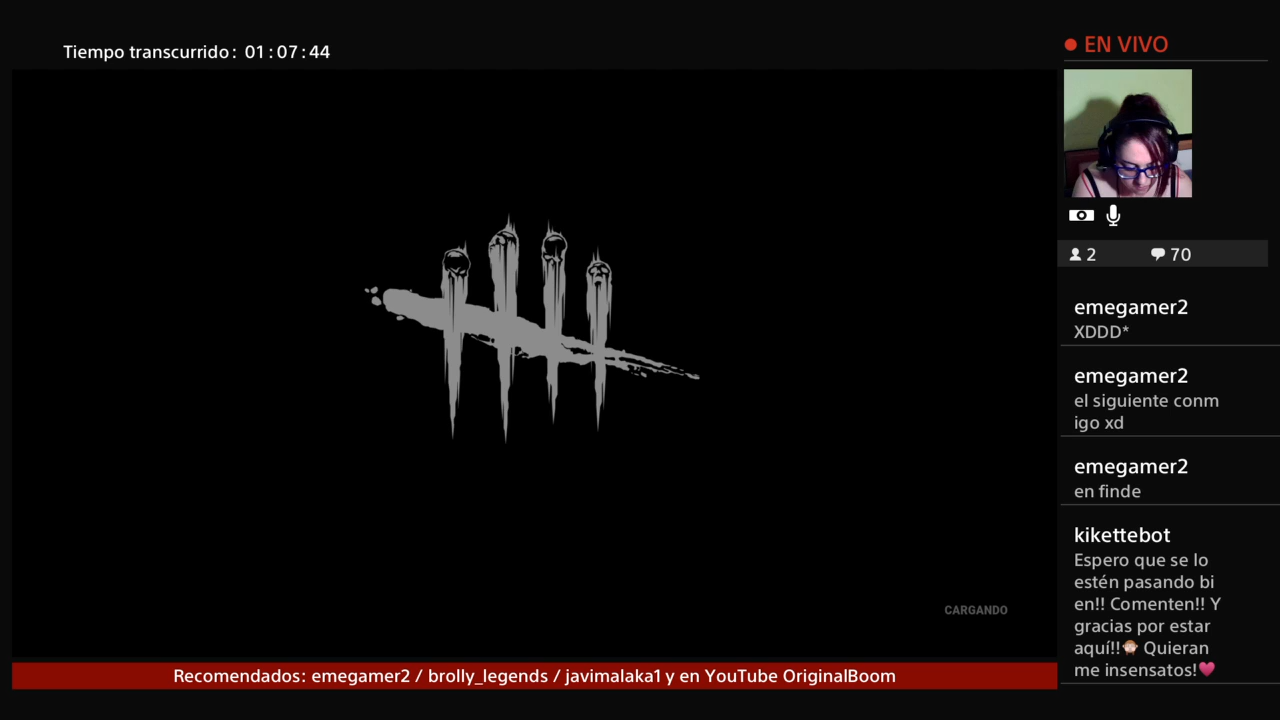 Tiempo transcurrido: 01:07:44
EN VIVO
2
70
emegamer2
XDDD*
emegamer2
el siguiente conm
igo xd
emegamer2
en finde
kikettebot
Espero que se lo
estén pasando bi
en!! Comenten!! Y
gracias por estar
aquí!!🙊 Quieran
me insensatos!💗
CARGANDO
Recomendados: emegamer2 / brolly_legends / javimalaka1 y en YouTube OriginalBoom